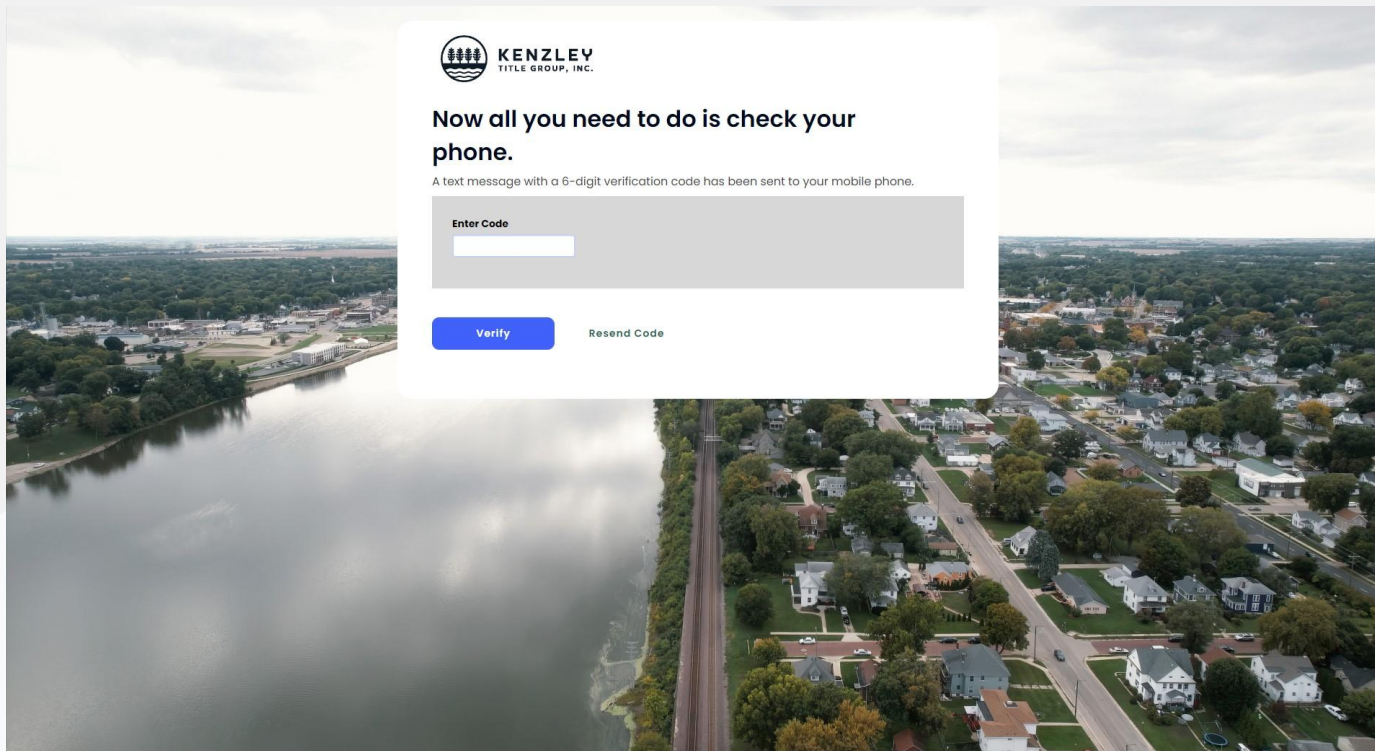 KENZLEY
TITLE GROUP, INC.
Now all you need to do is check your
phone.
A text message with a 6-digit verification code has been sent to your mobile phone.
Enter Code
Verify
Resend Code